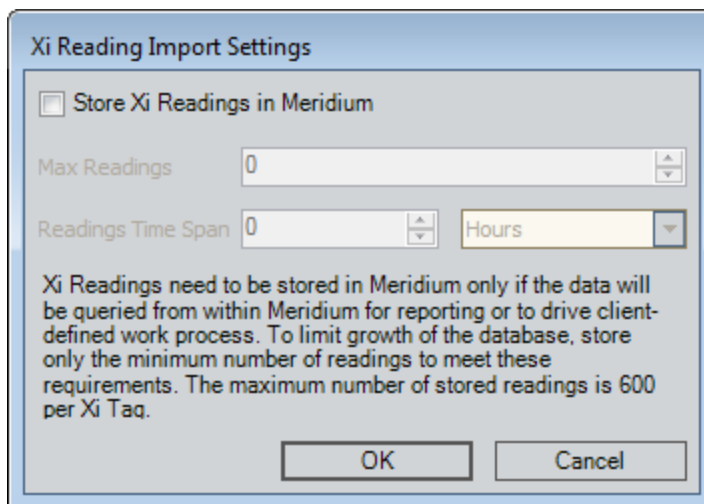 Xi Reading Import Settings
Store Xi Readings in Meridium
Max Readings 0
Readings Time Span 0 Hours
Xi Readings need to be stored in Meridium only if the data will
be queried from within Meridium for reporting or to drive client-
defined work process. To limit growth of the database, store
only the minimum number of readings to meet these
requirements. The maximum number of stored readings is 600
per Xi Tag.
OK Cancel